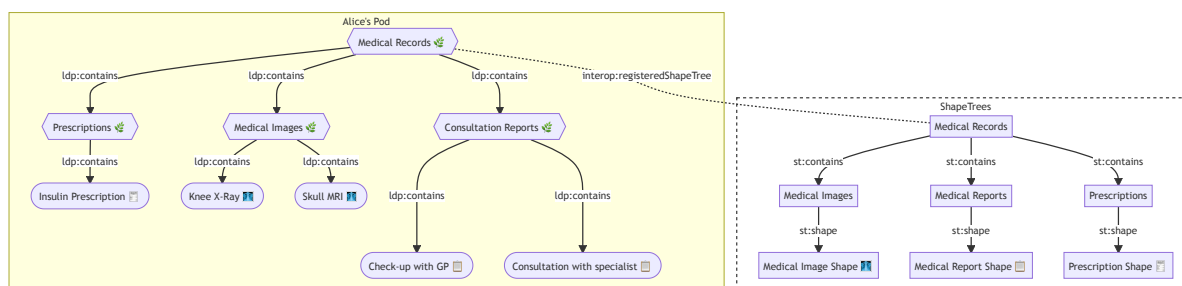 Alice's Pod
Medical Records 🌿
ldp:contains
ldp:contains
ldp:contains
interop:registeredShapeTree
Prescriptions 🌿
Medical Images 🌿
Consultation Reports 🌿
ldp:contains
ldp:contains
ldp:contains
Insulin Prescription
Knee X-Ray 🩻
Skull MRI 🩻
ldp:contains
ldp:contains
Check-up with GP 📋
Consultation with specialist 📋
ShapeTrees
Medical Records
st:contains
st:contains
st:contains
Medical Images
Medical Reports
Prescriptions
st:shape
st:shape
st:shape
Medical Image Shape 🩻
Medical Report Shape 📋
Prescription Shape